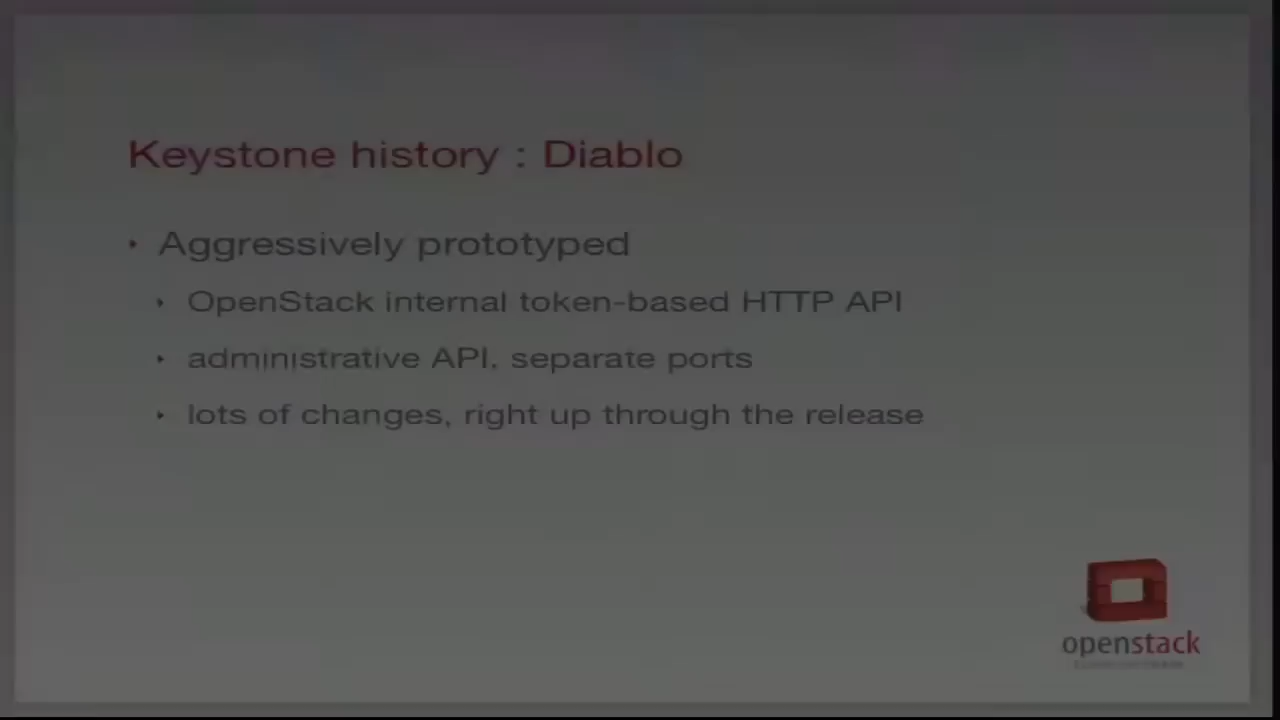 Keystone history : Diablo
Aggressively prototyped
OpenStack internal token-based HTTP API
administrative API, separate ports
lots of changes, right up through the release
openstack